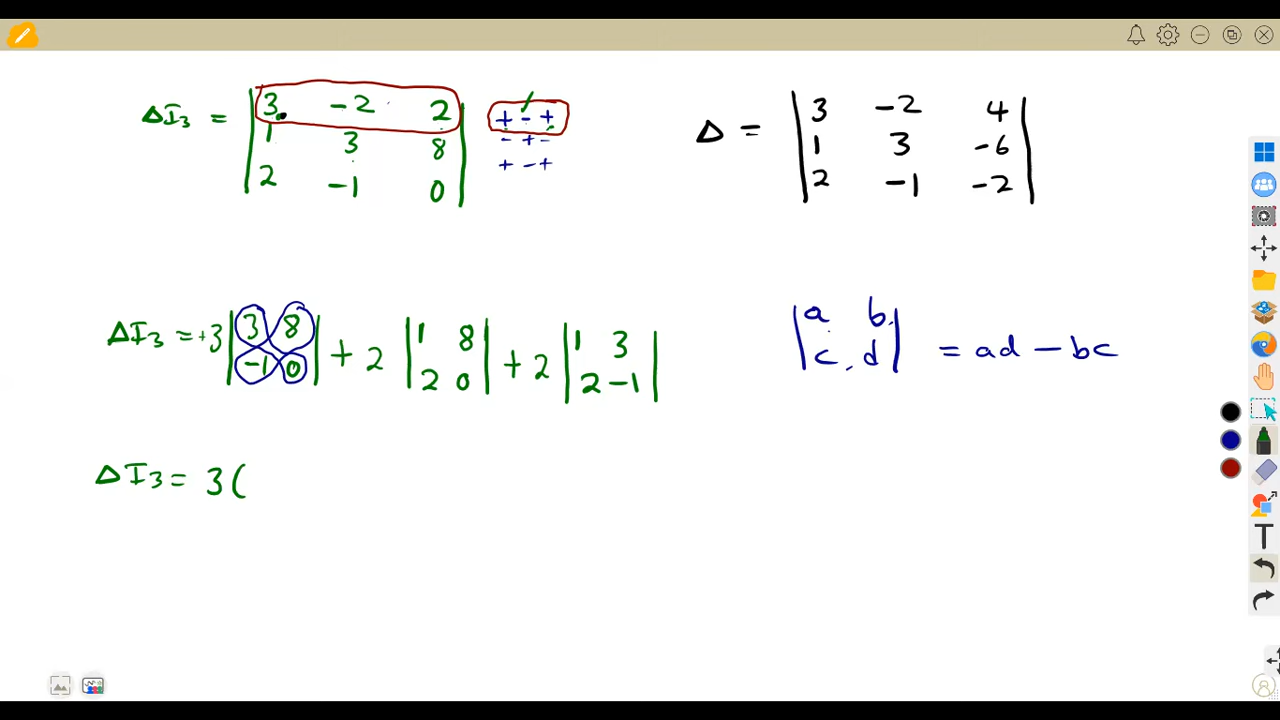 ΔI₃ = | 3 -2 2 | + - +
| 1 3 8 | - + -
| 2 -1 0 | + - +
Δ = | 3 -2 4 |
| 1 3 -6 |
| 2 -1 -2 |
ΔI₃ = +3 | 3 8 | + 2 | 1 8 | + 2 | 1 3 |
| -1 0 | | 2 0 | | 2 -1 |
| a b | = ad - bc
| c d |
ΔI₃ = 3 (
T